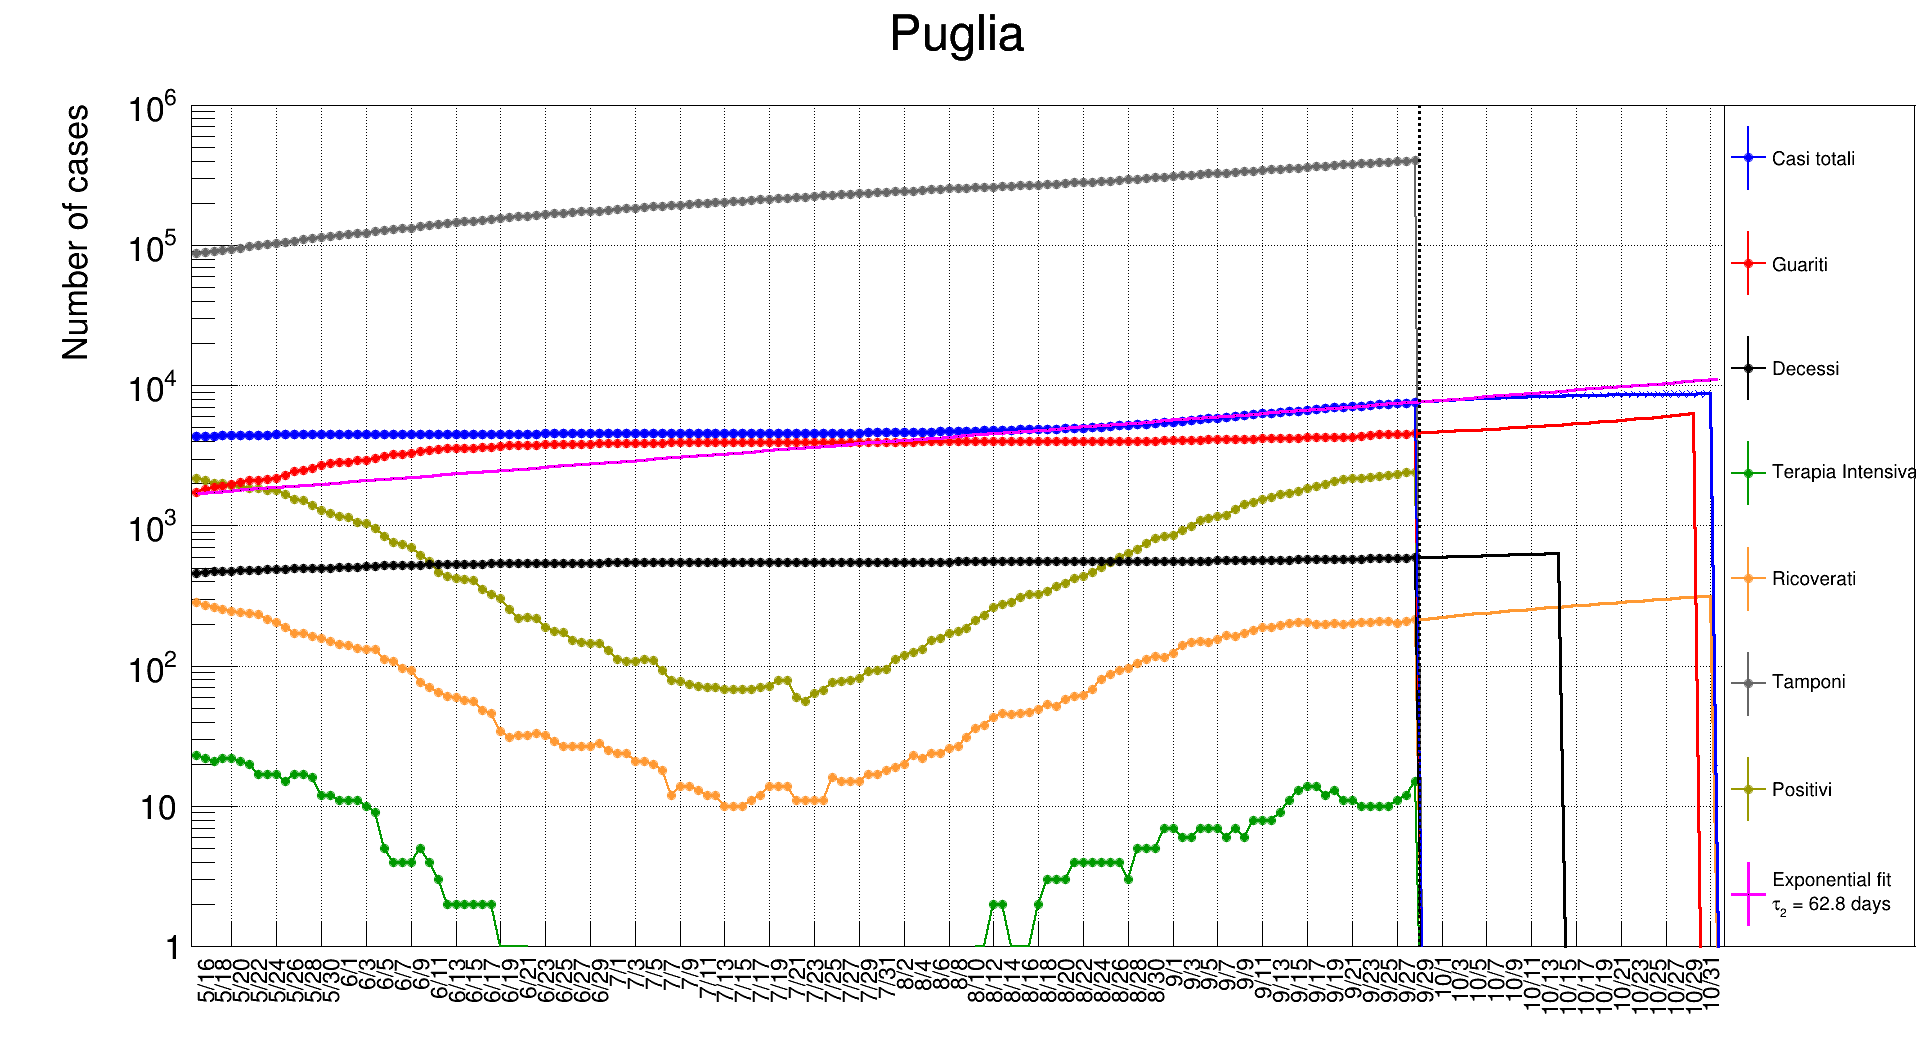 Puglia
Number of cases
10^6
10^5
10^4
10^3
10^2
10
1
5/16 5/18 5/20 5/22 5/24 5/26 5/28 5/30 6/1 6/3 6/5 6/7 6/9 6/11 6/13 6/15 6/17 6/19 6/21 6/23 6/25 6/27 6/29 7/1 7/3 7/5 7/7 7/9 7/11 7/13 7/15 7/17 7/19 7/21 7/23 7/25 7/27 7/29 7/31 8/2 8/4 8/6 8/8 8/10 8/12 8/14 8/16 8/18 8/20 8/22 8/24 8/26 8/28 8/30 9/1 9/3 9/5 9/7 9/9 9/11 9/13 9/15 9/17 9/19 9/21 9/23 9/25 9/27 9/29 10/1 10/3 10/5 10/7 10/9 10/11 10/13 10/15 10/17 10/19 10/21 10/23 10/25 10/27 10/29 10/31
Casi totali
Guariti
Decessi
Terapia Intensiva
Ricoverati
Tamponi
Positivi
Exponential fit
τ₂ = 62.8 days